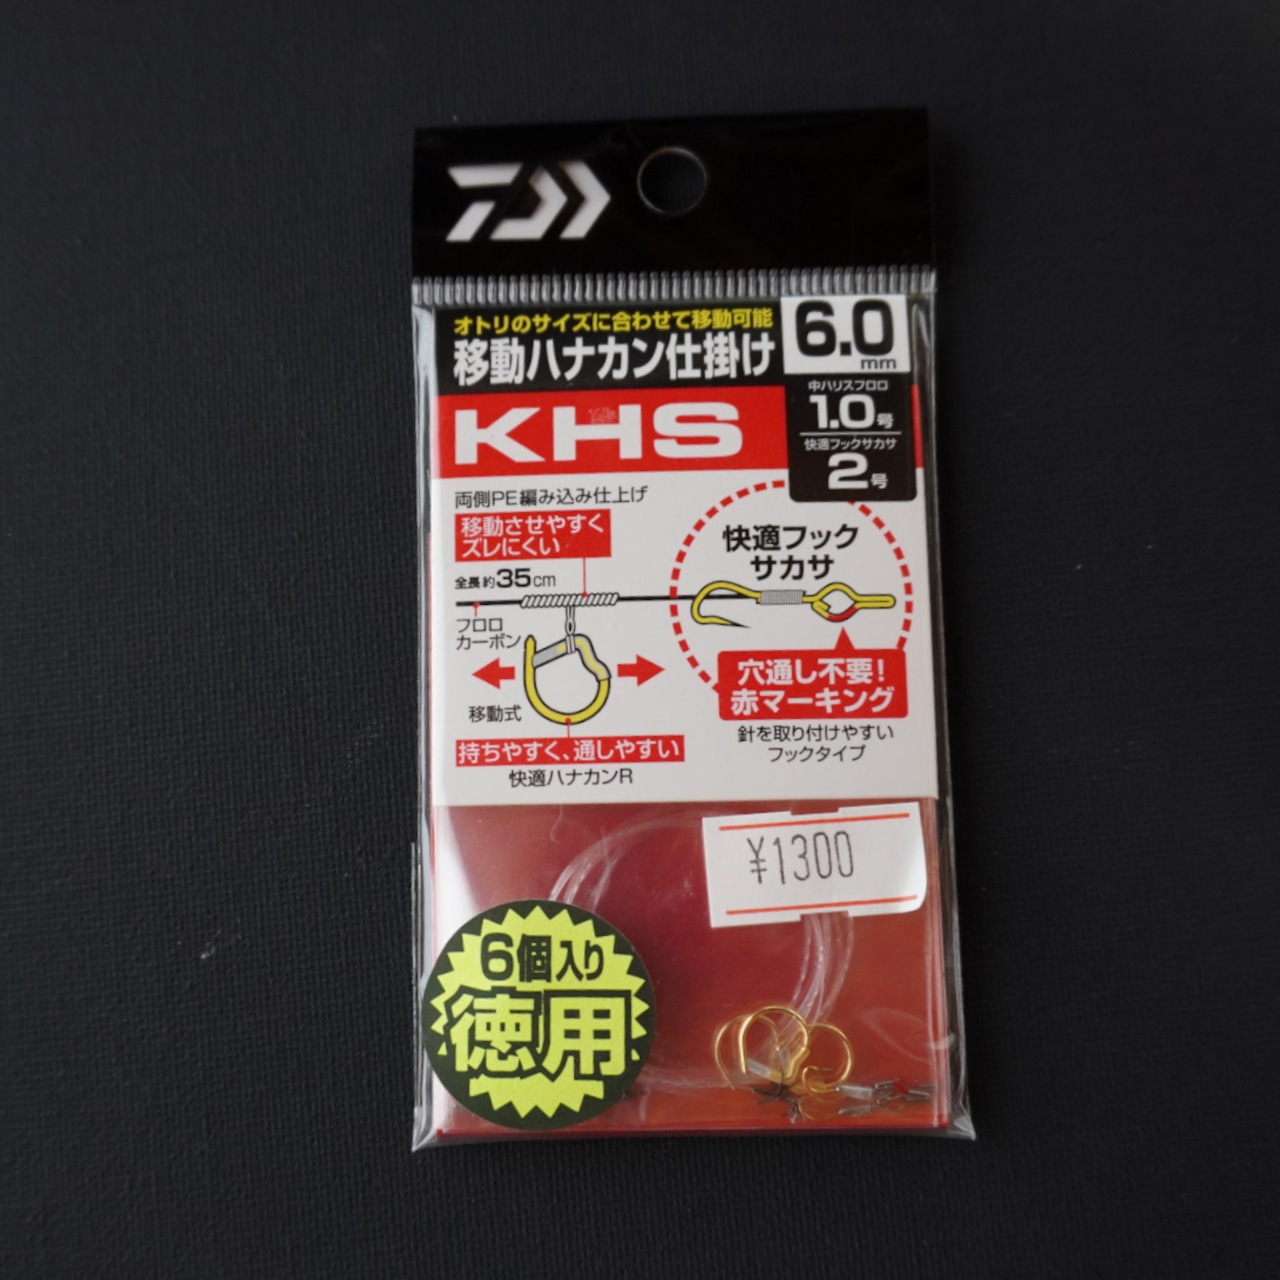 オトリのサイズに合わせて移動可能
移動ハナカン仕掛け
6.0
mm
中ハリスフロロ
1.0号
快適フックサカサ
2号
KHS
両側PE編み込み仕上げ
移動させやすく
ズレにくい
全長約35cm
フロロ
カーボン
移動式
持ちやすく、通しやすい
快適ハナカンR
快適フック
サカサ
穴通し不要!
赤マーキング
針を取り付けやすい
フックタイプ
¥1300
6個入り
徳用